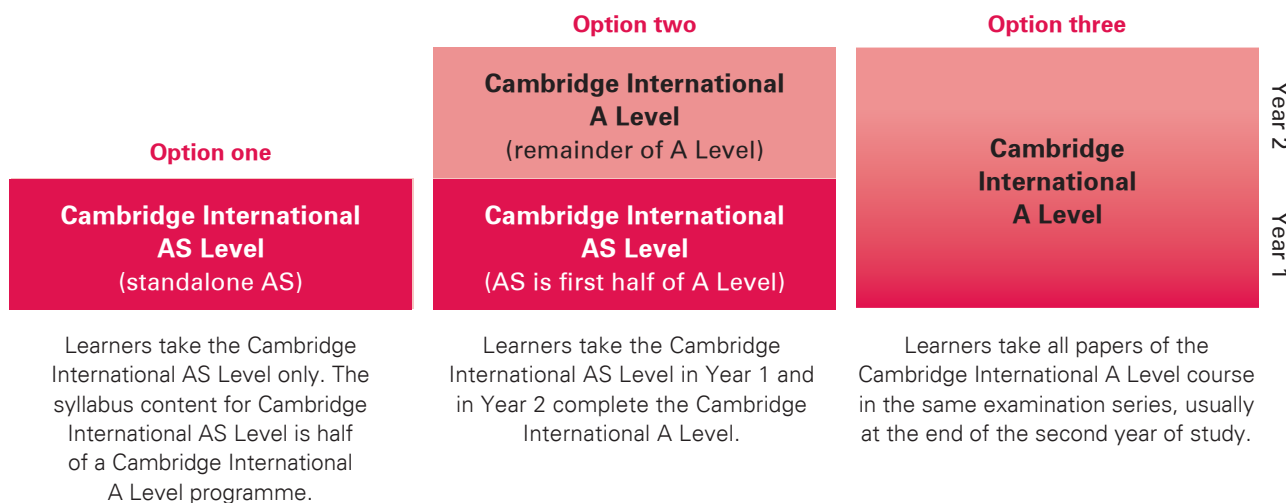 Option one
Cambridge International
AS Level
(standalone AS)
Learners take the Cambridge
International AS Level only. The
syllabus content for Cambridge
International AS Level is half
of a Cambridge International
A Level programme.
Option two
Cambridge International
A Level
(remainder of A Level)
Cambridge International
AS Level
(AS is first half of A Level)
Learners take the Cambridge
International AS Level in Year 1 and
in Year 2 complete the Cambridge
International A Level.
Option three
Cambridge
International
A Level
Learners take all papers of the
Cambridge International A Level course
in the same examination series, usually
at the end of the second year of study.
Year 2
Year 1